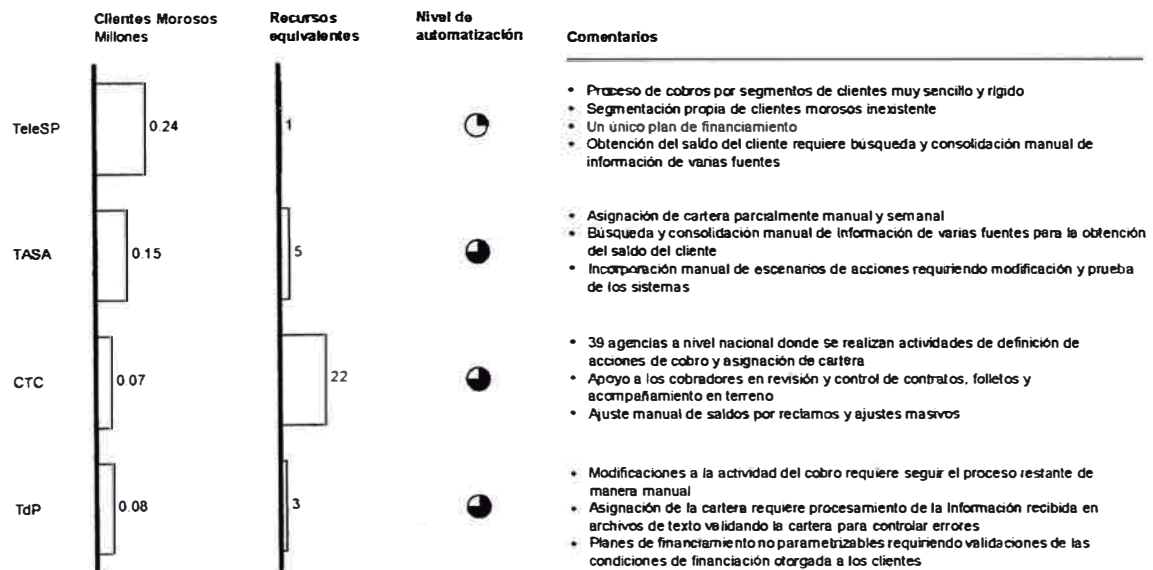 Clientes Morosos
Millones
Recursos
equivalentes
Nivel de
automatización
Comentarios
TeleSP
0.24
1
• Proceso de cobros por segmentos de clientes muy sencillo y rígido
• Segmentación propia de clientes morosos inexistente
• Un único plan de financiamiento
• Obtención del saldo del cliente requiere búsqueda y consolidación manual de
información de varias fuentes
TASA
0.15
5
• Asignación de cartera parcialmente manual y semanal
• Búsqueda y consolidación manual de Información de varias fuentes para la obtención
del saldo del cliente
• Incorporación manual de escenarios de acciones requiriendo modificación y prueba
de los sistemas
CTC
0.07
22
• 39 agencias a nivel nacional donde se realizan actividades de definición de
acciones de cobro y asignación de cartera
• Apoyo a los cobradores en revisión y control de contratos, folletos y
acompañamiento en terreno
• Ajuste manual de saldos por reclamos y ajustes masivos
TdP
0.08
3
• Modificaciones a la actividad del cobro requiere seguir el proceso restante de
manera manual
• Asignación de la cartera requiere procesamiento de la Información recibida en
archivos de texto validando la cartera para controlar errores
• Planes de financiamiento no parametrizables requiriendo validaciones de las
condiciones de financiación otorgada a los clientes